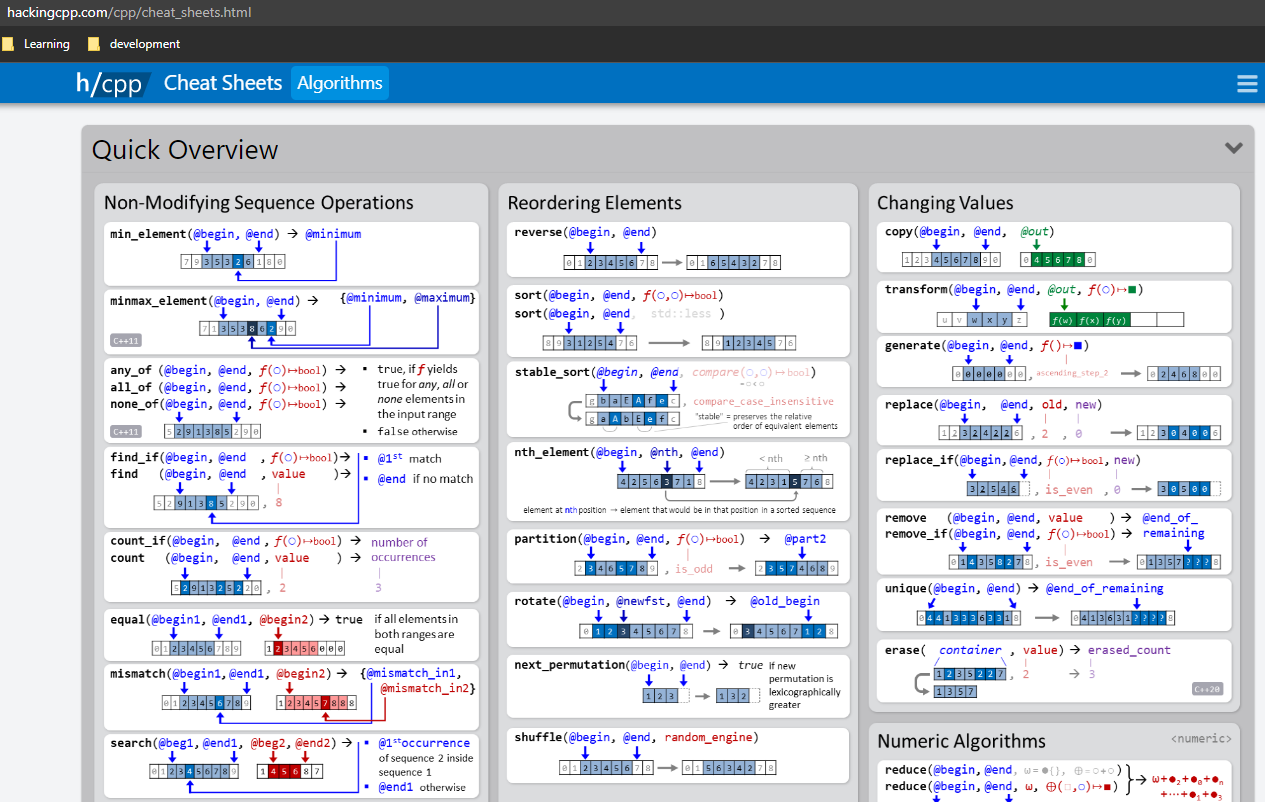 hackingcpp.com/cpp/cheat_sheets.html
Learning development
h/cpp Cheat Sheets Algorithms
Quick Overview
Non-Modifying Sequence Operations
min_element(@begin, @end) → @minimum
7 9 3 5 3 2 6 1 8 0
minmax_element(@begin, @end) → {@minimum, @maximum}
7 1 3 5 3 8 6 2 9 0
C++11
any_of (@begin, @end, f(○)↦bool) →
all_of (@begin, @end, f(○)↦bool) →
none_of(@begin, @end, f(○)↦bool) →
▪ true, if f yields
true for any, all or
none elements in
the input range
▪ false otherwise
C++11
5 2 9 1 3 8 5 2 9 0
find_if(@begin, @end , f(○)↦bool)→ ▪ @1st match
find (@begin, @end , value )→ ▪ @end if no match
5 2 9 1 3 8 5 2 9 0 , 8
count_if(@begin, @end , f(○)↦bool) → number of
count (@begin, @end , value ) → occurrences
5 2 9 1 3 2 5 2 2 0 , 2 3
equal(@begin1, @end1, @begin2) → true if all elements in
both ranges are
equal
0 1 2 3 4 5 6 7 8 9 1 2 3 4 5 6 0 0 0
mismatch(@begin1, @end1, @begin2) → {@mismatch_in1,
@mismatch_in2}
0 1 2 3 4 5 6 7 8 9 1 2 3 4 5 7 8 8 8
search(@beg1, @end1, @beg2, @end2) → ▪ @1st occurrence
of sequence 2 inside
sequence 1
▪ @end1 otherwise
0 1 2 3 4 5 6 7 8 9 1 4 5 6 8 7
Reordering Elements
reverse(@begin, @end)
0 1 2 3 4 5 6 7 8 → 0 1 6 5 4 3 2 7 8
sort(@begin, @end, f(○,○)↦bool)
sort(@begin, @end, std::less )
8 9 3 1 2 5 4 7 6 → 8 9 1 2 3 4 5 7 6
stable_sort(@begin, @end, compare(○,○)↦bool)
g b a E A f e c , compare_case_insensitive
g a A b E e f c "stable" = preserves the relative
order of equivalent elements
nth_element(@begin, @nth, @end) < nth ≥ nth
4 2 5 6 3 7 1 8 → 4 2 3 1 5 7 6 8
element at nth position → element that would be in that position in a sorted sequence
partition(@begin, @end, f(○)↦bool) → @part2
2 3 4 6 5 7 8 9 , is_odd → 2 3 5 7 4 6 8 9
rotate(@begin, @newfst, @end) → @old_begin
0 1 2 3 4 5 6 7 8 → 0 3 4 5 6 7 1 2 8
next_permutation(@begin, @end) → true If new
permutation is
lexicographically
greater
1 2 3 → 1 3 2
shuffle(@begin, @end, random_engine)
0 1 2 3 4 5 6 7 8 → 0 1 5 6 3 4 2 7 8
Changing Values
copy(@begin, @end, @out)
1 2 3 4 5 6 7 8 9 0 0 4 5 6 7 8 0
transform(@begin, @end, @out, f(○)↦■)
u v w x y z f(w) f(x) f(y)
generate(@begin, @end, f()↦■)
0 0 0 0 0 0 0 , ascending_step_2 → 0 2 4 6 8 0 0
replace(@begin, @end, old, new)
1 2 3 2 4 2 2 6 , 2 , 0 → 1 2 3 0 4 0 0 6
replace_if(@begin,@end, f(○)↦bool, new)
3 2 5 4 6 , is_even , 0 → 3 0 5 0 0
remove (@begin, @end, value ) → @end_of_
remove_if(@begin, @end, f(○)↦bool) → remaining
0 1 4 3 5 8 2 7 8 , is_even → 0 1 3 5 7 ? ? ? 8
unique(@begin, @end) → @end_of_remaining
0 4 4 1 3 3 3 6 3 3 1 8 → 0 4 1 3 6 3 1 ? ? ? ? 8
erase( container , value) → erased_count
1 2 3 5 2 2 7 , 2 → 3
1 3 5 7
C++20
Numeric Algorithms <numeric>
reduce(@begin,@end, ω=●{}, ⊕=○+○)
reduce(@begin, @end, ω, ⊕(□,○)↦■) → ω+●2+●0+●n
+⋯+●1+●3